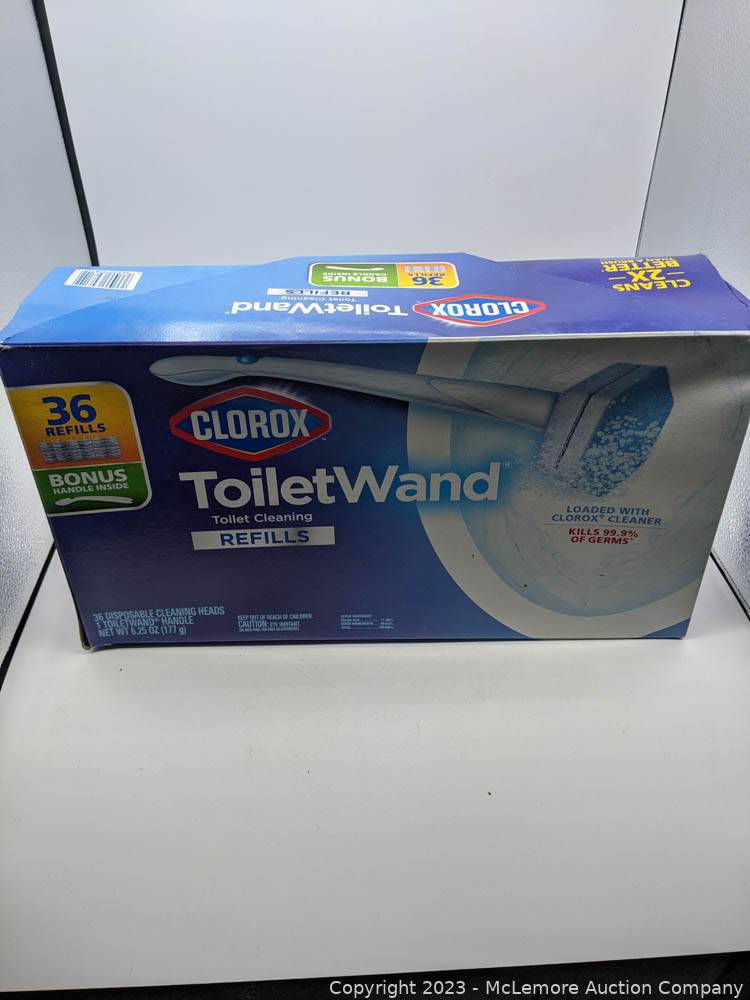 CLEANS
2X
BETTER*
36
REFILLS
BONUS
HANDLE INSIDE
CLOROX
ToiletWand®
Toilet Cleaning
REFILLS
36
REFILLS
BONUS
HANDLE INSIDE
CLOROX
ToiletWand®
Toilet Cleaning
REFILLS
LOADED WITH
CLOROX® CLEANER
KILLS 99.9%
OF GERMS*
36 DISPOSABLE CLEANING HEADS
1 TOILETWAND® HANDLE
NET WT 6.25 OZ (177 g)
KEEP OUT OF REACH OF CHILDREN.
CAUTION: EYE IRRITANT.
Copyright 2023 - McLemore Auction Company